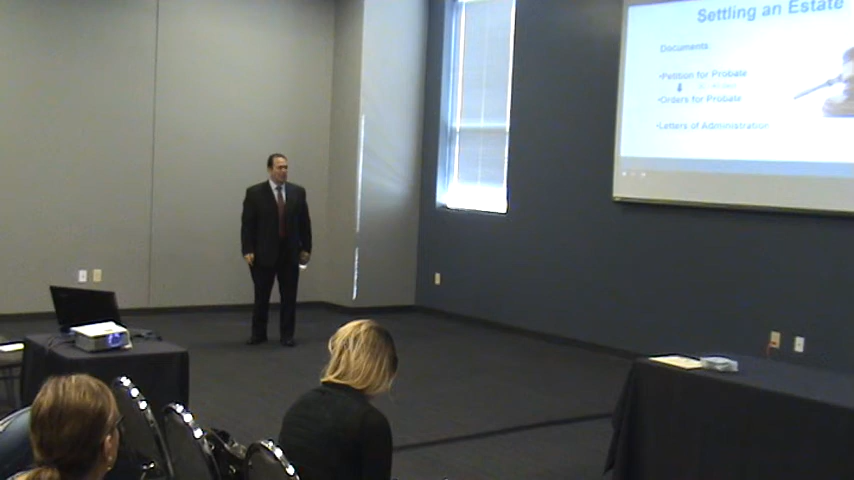 Settling an Estate
Documents
•Petition for Probate
•Orders for Probate
•Letters of Administration